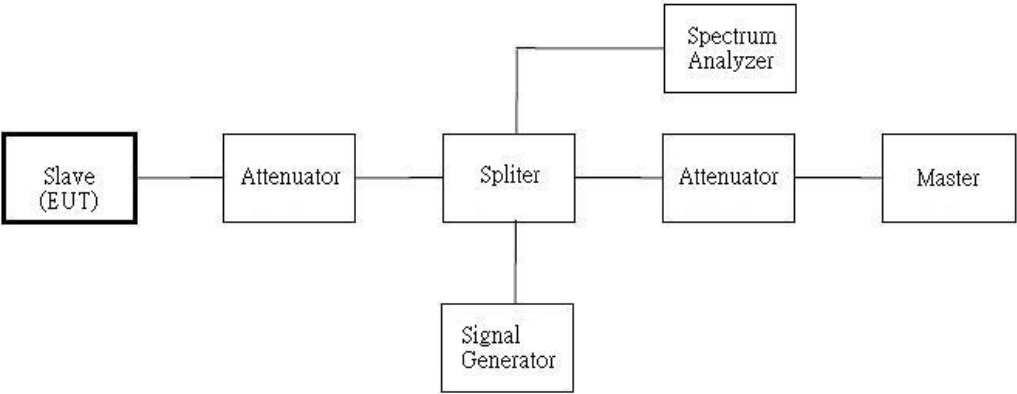 Spectrum
Analyzer
Slave
(EUT)
Attenuator
Spliter
Attenuator
Master
Signal
Generator